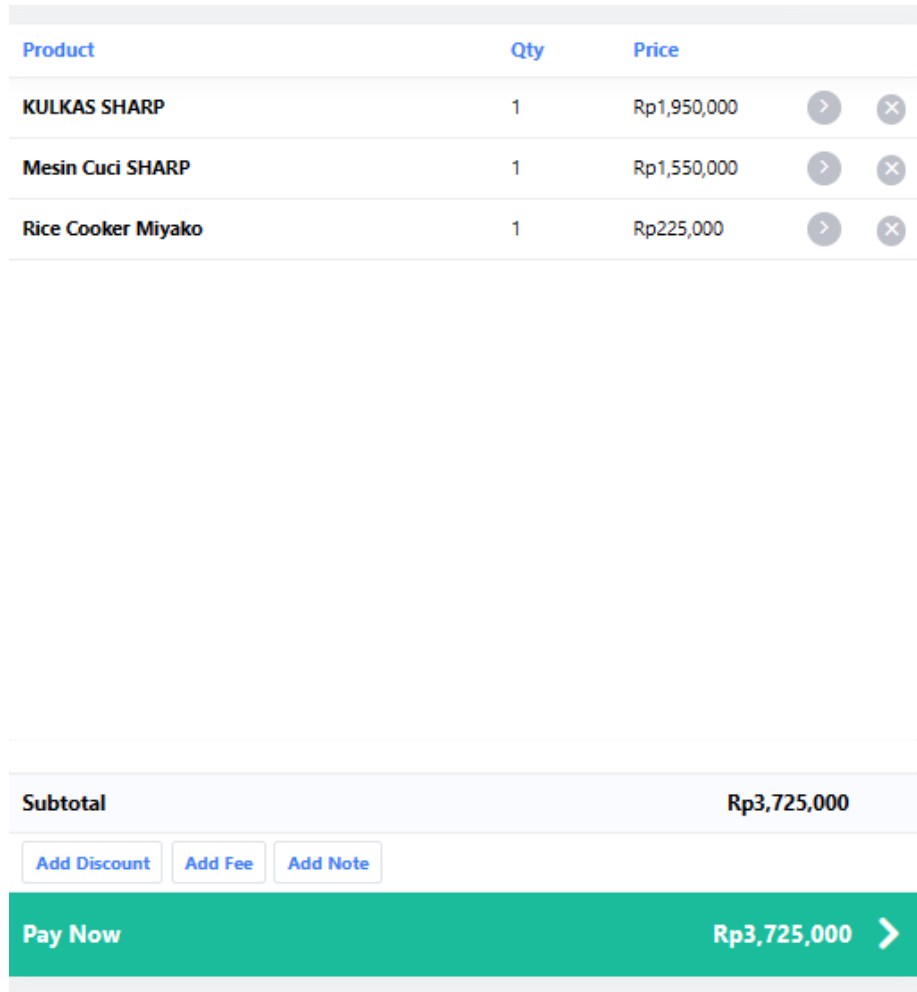 Product Qty Price
KULKAS SHARP 1 Rp1,950,000
Mesin Cuci SHARP 1 Rp1,550,000
Rice Cooker Miyako 1 Rp225,000
Subtotal Rp3,725,000
Add Discount Add Fee Add Note
Pay Now Rp3,725,000